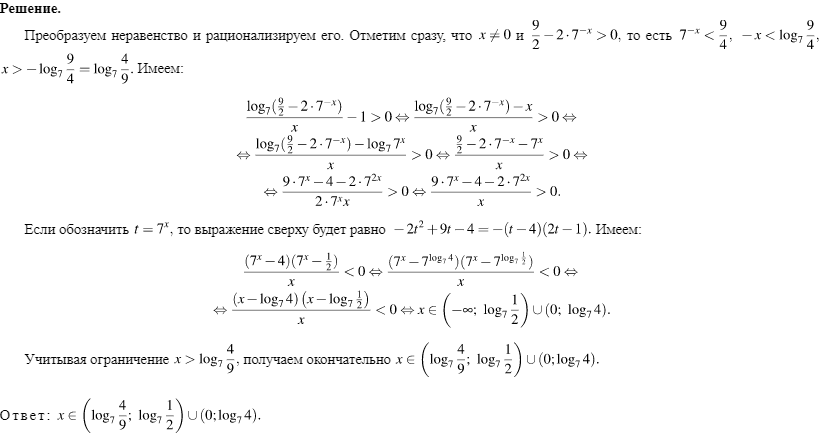 Решение.
Преобразуем неравенство и рационализируем его. Отметим сразу, что $x \neq 0$ и $\frac{9}{2} - 2 \cdot 7^{-x} > 0$, то есть $7^{-x} < \frac{9}{4}$, $-x < \log_7 \frac{9}{4}$,
$x > -\log_7 \frac{9}{4} = \log_7 \frac{4}{9}$. Имеем:
$\frac{\log_7(\frac{9}{2} - 2 \cdot 7^{-x})}{x} - 1 > 0 \Leftrightarrow \frac{\log_7(\frac{9}{2} - 2 \cdot 7^{-x}) - x}{x} > 0 \Leftrightarrow$
$\Leftrightarrow \frac{\log_7(\frac{9}{2} - 2 \cdot 7^{-x}) - \log_7 7^x}{x} > 0 \Leftrightarrow \frac{\frac{9}{2} - 2 \cdot 7^{-x} - 7^x}{x} > 0 \Leftrightarrow$
$\Leftrightarrow \frac{9 \cdot 7^x - 4 - 2 \cdot 7^{2x}}{2 \cdot 7^x x} > 0 \Leftrightarrow \frac{9 \cdot 7^x - 4 - 2 \cdot 7^{2x}}{x} > 0.$
Если обозначить $t = 7^x$, то выражение сверху будет равно $-2t^2 + 9t - 4 = -(t-4)(2t-1)$. Имеем:
$\frac{(7^x - 4)(7^x - \frac{1}{2})}{x} < 0 \Leftrightarrow \frac{(7^x - 7^{\log_7 4})(7^x - 7^{\log_7 \frac{1}{2}})}{x} < 0 \Leftrightarrow$
$\Leftrightarrow \frac{(x - \log_7 4)\left(x - \log_7 \frac{1}{2}\right)}{x} < 0 \Leftrightarrow x \in \left(-\infty; \log_7 \frac{1}{2}\right) \cup (0; \log_7 4).$
Учитывая ограничение $x > \log_7 \frac{4}{9}$, получаем окончательно $x \in \left(\log_7 \frac{4}{9}; \log_7 \frac{1}{2}\right) \cup (0; \log_7 4).$
Ответ: $x \in \left(\log_7 \frac{4}{9}; \log_7 \frac{1}{2}\right) \cup (0; \log_7 4).$